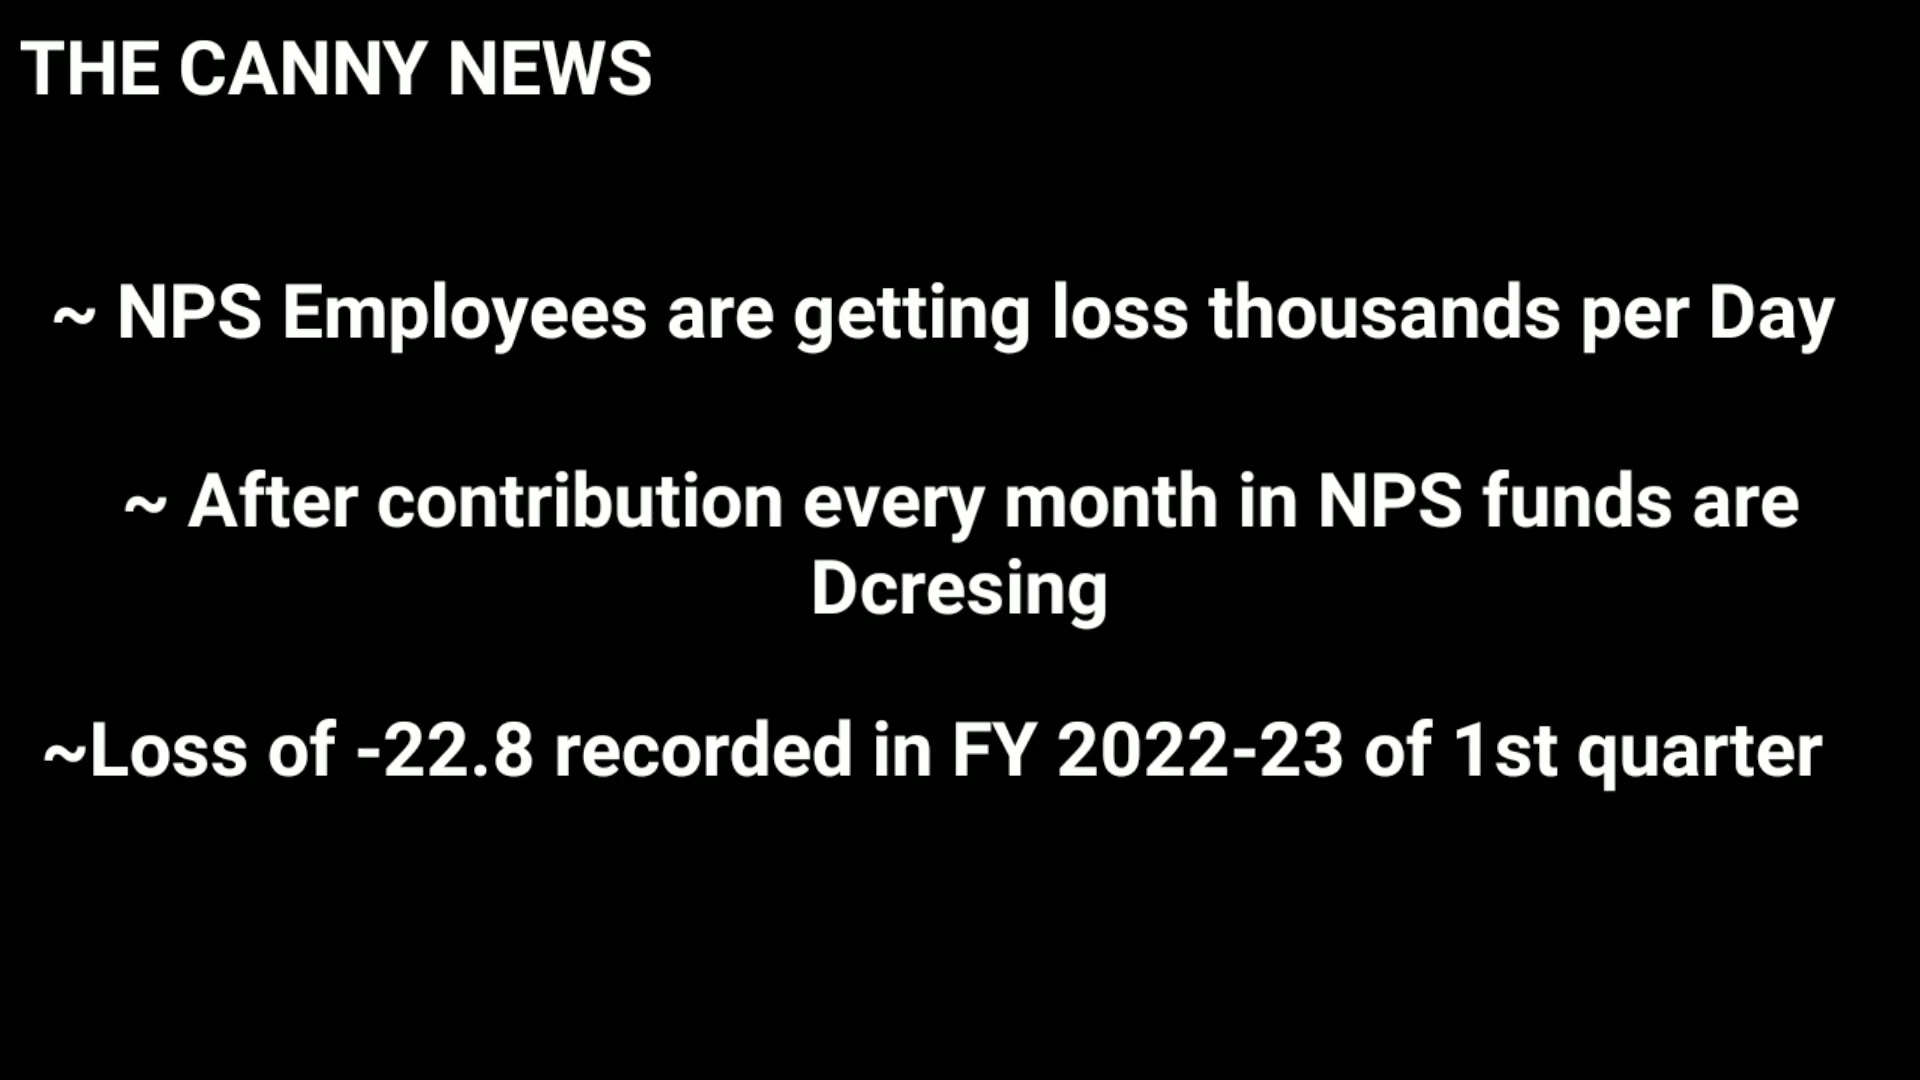 THE CANNY NEWS
~ NPS Employees are getting loss thousands per Day
~ After contribution every month in NPS funds are
Dcresing
~Loss of -22.8 recorded in FY 2022-23 of 1st quarter